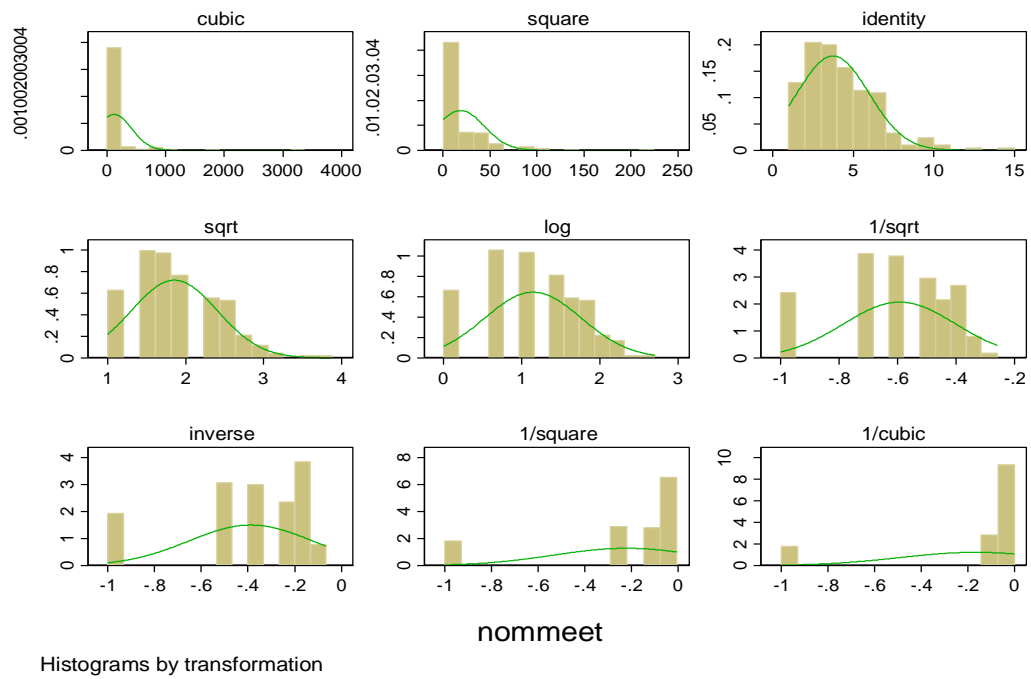 cubic
square
identity
0 .001002003004
0 .01.02.03.04
.05 .1 .15 .2
0 1000 2000 3000 4000
0 50 100 150 200 250
0 5 10 15
sqrt
log
1/sqrt
0 .2 .4 .6 .8 1
0 .2 .4 .6 .8 1
0 1 2 3 4
1 2 3 4
0 1 2 3
-1 -.8 -.6 -.4 -.2
inverse
1/square
1/cubic
0 1 2 3 4
0 2 4 6 8
0 2 4 6 8 10
-1 -.8 -.6 -.4 -.2 0
-1 -.8 -.6 -.4 -.2 0
-1 -.8 -.6 -.4 -.2 0
nommeet
Histograms by transformation